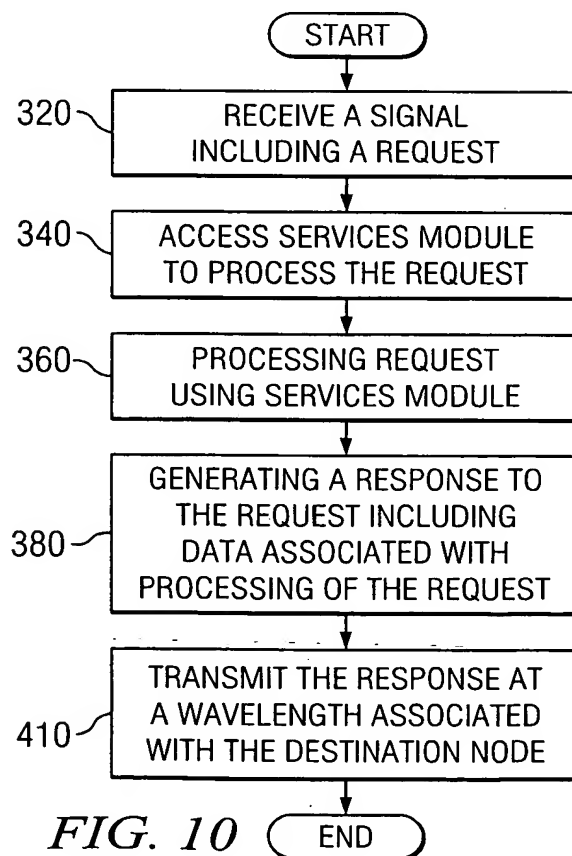 START
320
RECEIVE A SIGNAL
INCLUDING A REQUEST
340
ACCESS SERVICES MODULE
TO PROCESS THE REQUEST
360
PROCESSING REQUEST
USING SERVICES MODULE
380
GENERATING A RESPONSE TO
THE REQUEST INCLUDING
DATA ASSOCIATED WITH
PROCESSING OF THE REQUEST
410
TRANSMIT THE RESPONSE AT
A WAVELENGTH ASSOCIATED
WITH THE DESTINATION NODE
FIG. 10
END